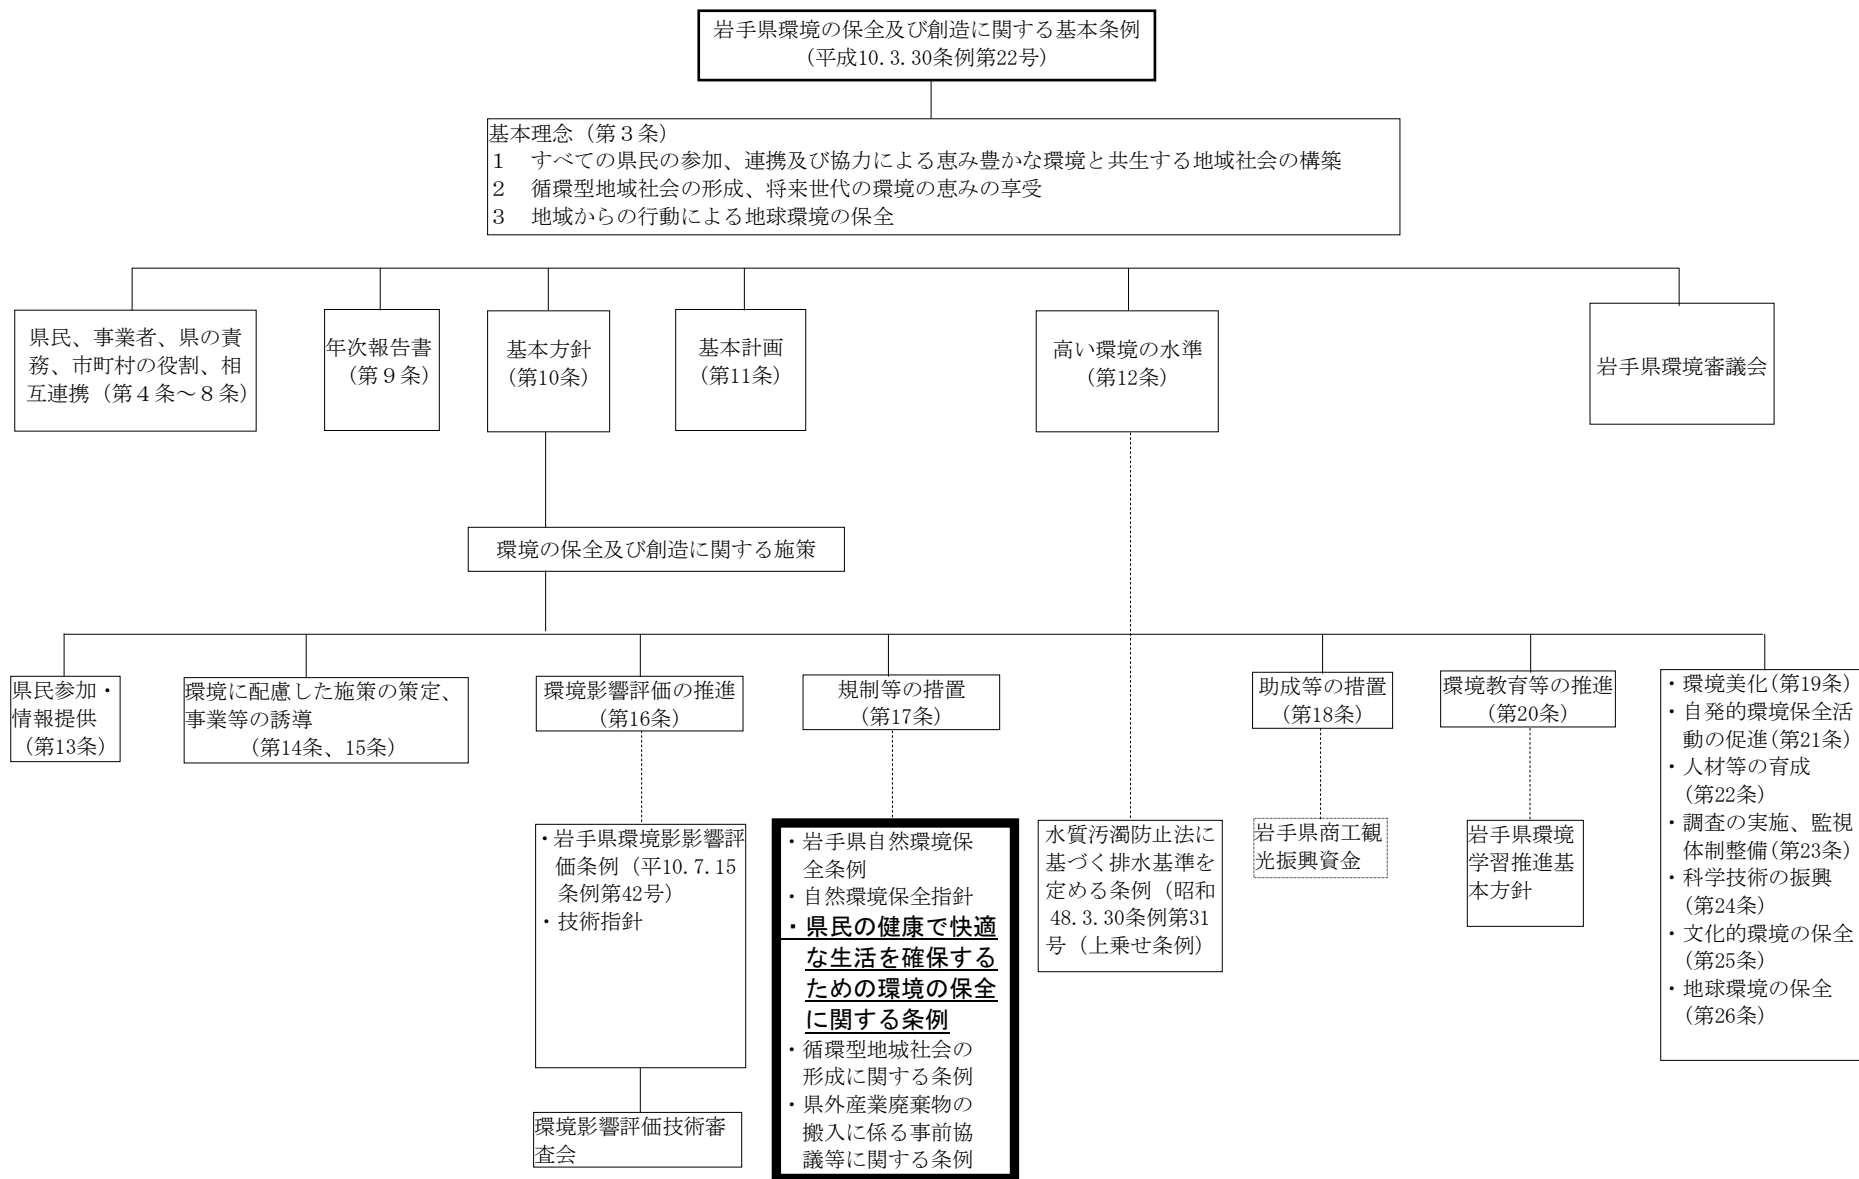 岩手県環境の保全及び創造に関する基本条例
（平成10.3.30条例第22号）
基本理念（第３条）
１　すべての県民の参加、連携及び協力による恵み豊かな環境と共生する地域社会の構築
２　循環型地域社会の形成、将来世代の環境の恵みの享受
３　地域からの行動による地球環境の保全
県民、事業者、県の責
務、市町村の役割、相
互連携（第４条～８条）
年次報告書
（第９条）
基本方針
（第10条）
基本計画
（第11条）
高い環境の水準
（第12条）
岩手県環境審議会
環境の保全及び創造に関する施策
県民参加・
情報提供
（第13条）
環境に配慮した施策の策定、
事業等の誘導
（第14条、15条）
環境影響評価の推進
（第16条）
規制等の措置
（第17条）
助成等の措置
（第18条）
環境教育等の推進
（第20条）
・環境美化(第19条)
・自発的環境保全活
動の促進(第21条)
・人材等の育成
(第22条)
・調査の実施、監視
体制整備(第23条)
・科学技術の振興
(第24条)
・文化的環境の保全
(第25条)
・地球環境の保全
(第26条)
・岩手県環境影影響評
価条例（平10.7.15
条例第42号）
・技術指針
環境影響評価技術審
査会
・岩手県自然環境保
全条例
・自然環境保全指針
・県民の健康で快適
な生活を確保する
ための環境の保全
に関する条例
・循環型地城社会の
形成に関する条例
・県外産業廃棄物の
搬入に係る事前協
議等に関する条例
水質汚濁防止法に
基づく排水基準を
定める条例（昭和
48.3.30条例第31
号（上乗せ条例）
岩手県商工観
光振興資金
岩手県環境
学習推進基
本方針